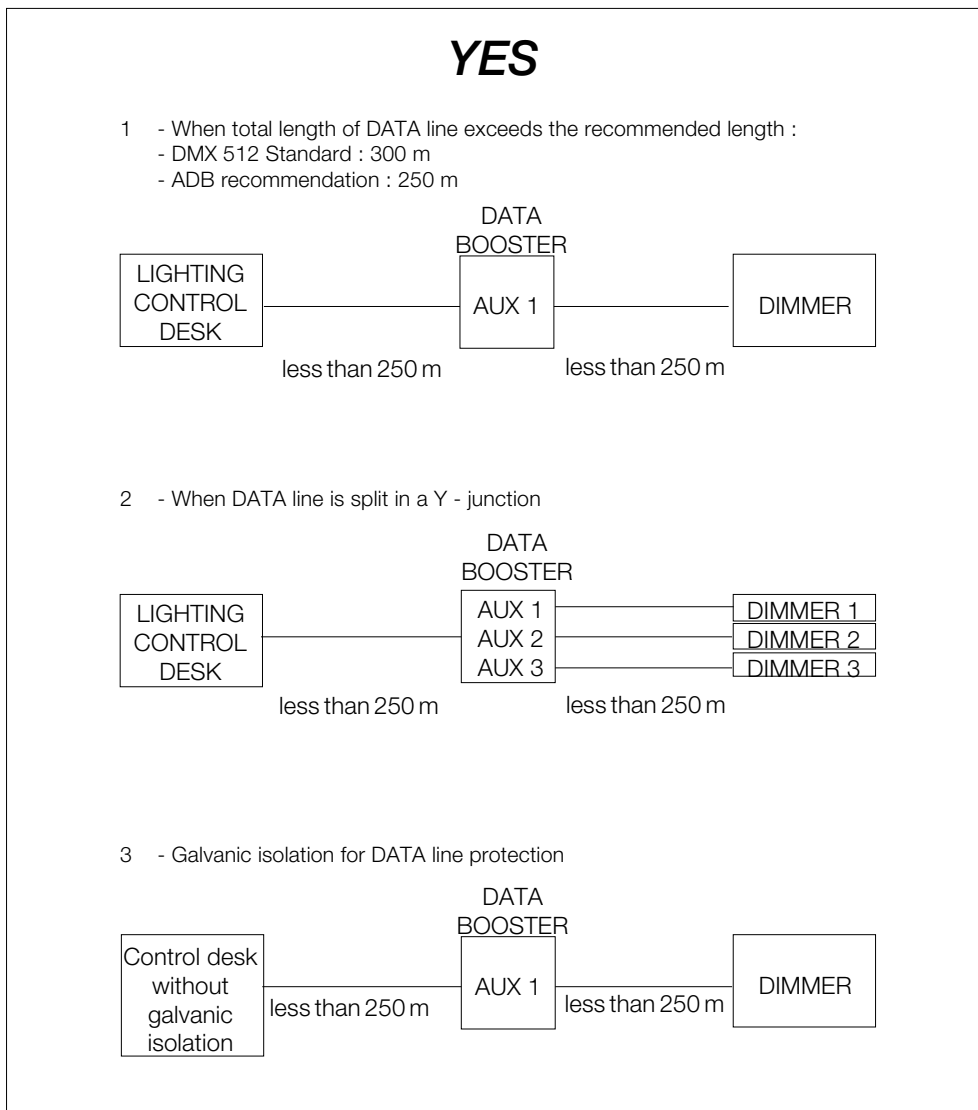 YES
1 - When total length of DATA line exceeds the recommended length :
- DMX 512 Standard : 300 m
- ADB recommendation : 250 m
DATA
BOOSTER
LIGHTING
CONTROL
DESK
AUX 1
DIMMER
less than 250 m
less than 250 m
2 - When DATA line is split in a Y - junction
DATA
BOOSTER
LIGHTING
CONTROL
DESK
AUX 1
AUX 2
AUX 3
DIMMER 1
DIMMER 2
DIMMER 3
less than 250 m
less than 250 m
3 - Galvanic isolation for DATA line protection
DATA
BOOSTER
Control desk
without
galvanic
isolation
less than 250 m
AUX 1
less than 250 m
DIMMER